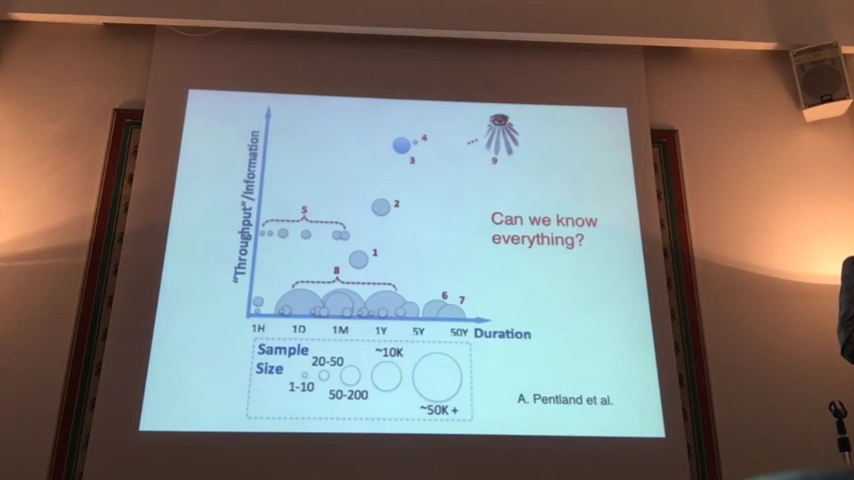 "Throughput"/Information
4
3
9
2
5
Can we know
everything?
1
8
6
7
1H 1D 1M 1Y 5Y 50Y Duration
Sample
Size
1-10
20-50
50-200
~10K
~50K +
A. Pentland et al.